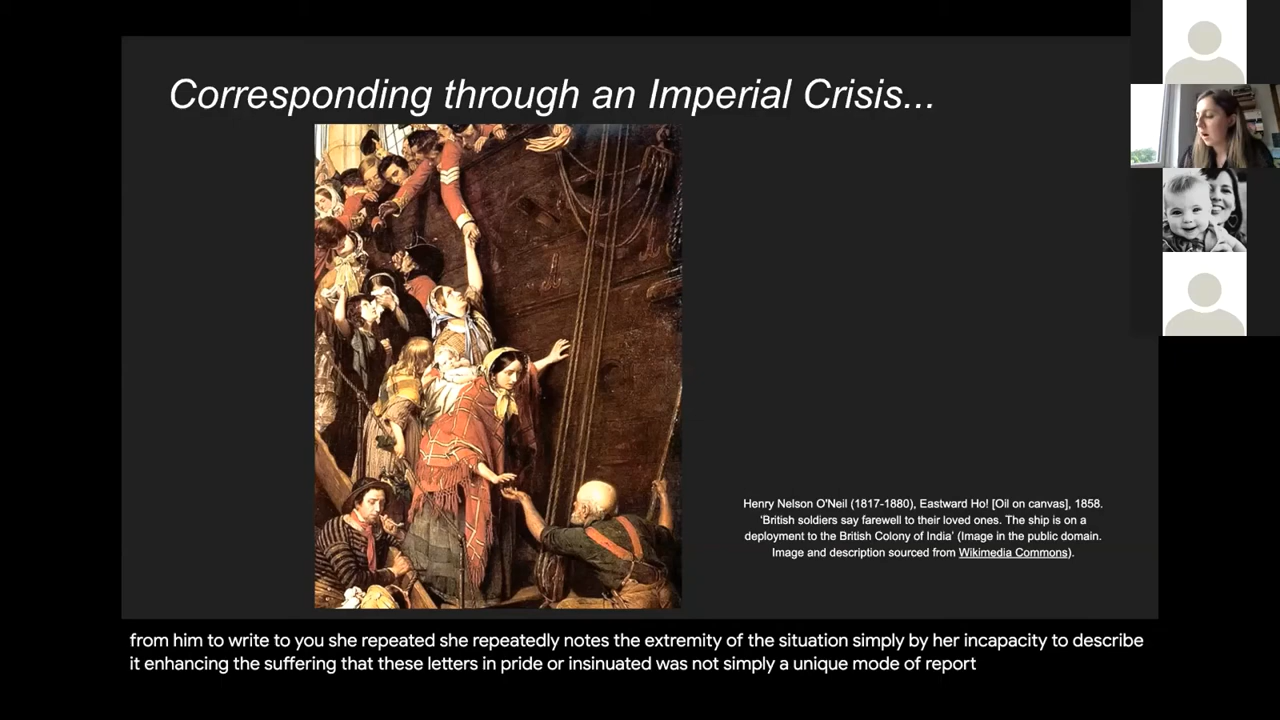 Corresponding through an Imperial Crisis...
Henry Nelson O'Neil (1817-1880), Eastward Ho! [Oil on canvas], 1858.
'British soldiers say farewell to their loved ones. The ship is on a
deployment to the British Colony of India' (Image in the public domain.
Image and description sourced from Wikimedia Commons).
from him to write to you she repeated she repeatedly notes the extremity of the situation simply by her incapacity to describe
it enhancing the suffering that these letters in pride or insinuated was not simply a unique mode of report